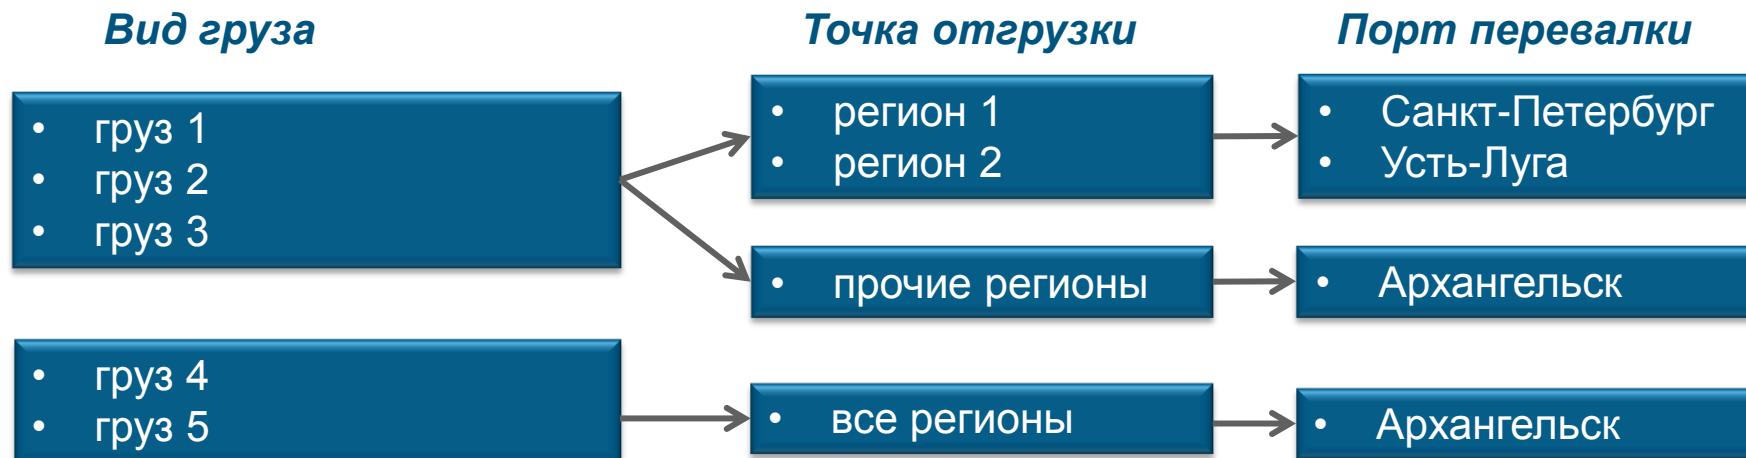 Вид груза
Точка отгрузки
Порт перевалки
• груз 1
• груз 2
• груз 3
• регион 1
• регион 2
• Санкт-Петербург
• Усть-Луга
• прочие регионы
• Архангельск
• груз 4
• груз 5
• все регионы
• Архангельск